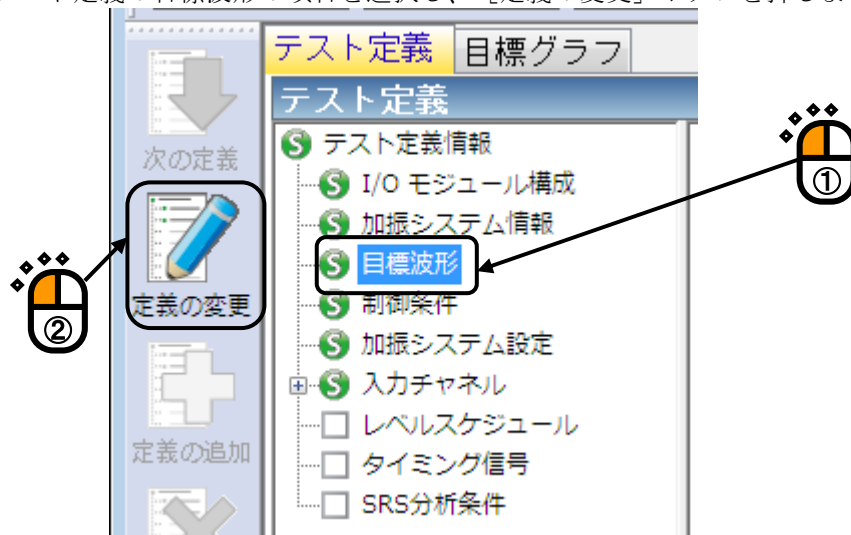 テスト定義 目標グラフ
テスト定義
次の定義
定義の変更
定義の追加
テスト定義情報
I/O モジュール構成
加振システム情報
目標波形
制御条件
加振システム設定
入力チャネル
レベルスケジュール
タイミング信号
SRS分析条件
①
②